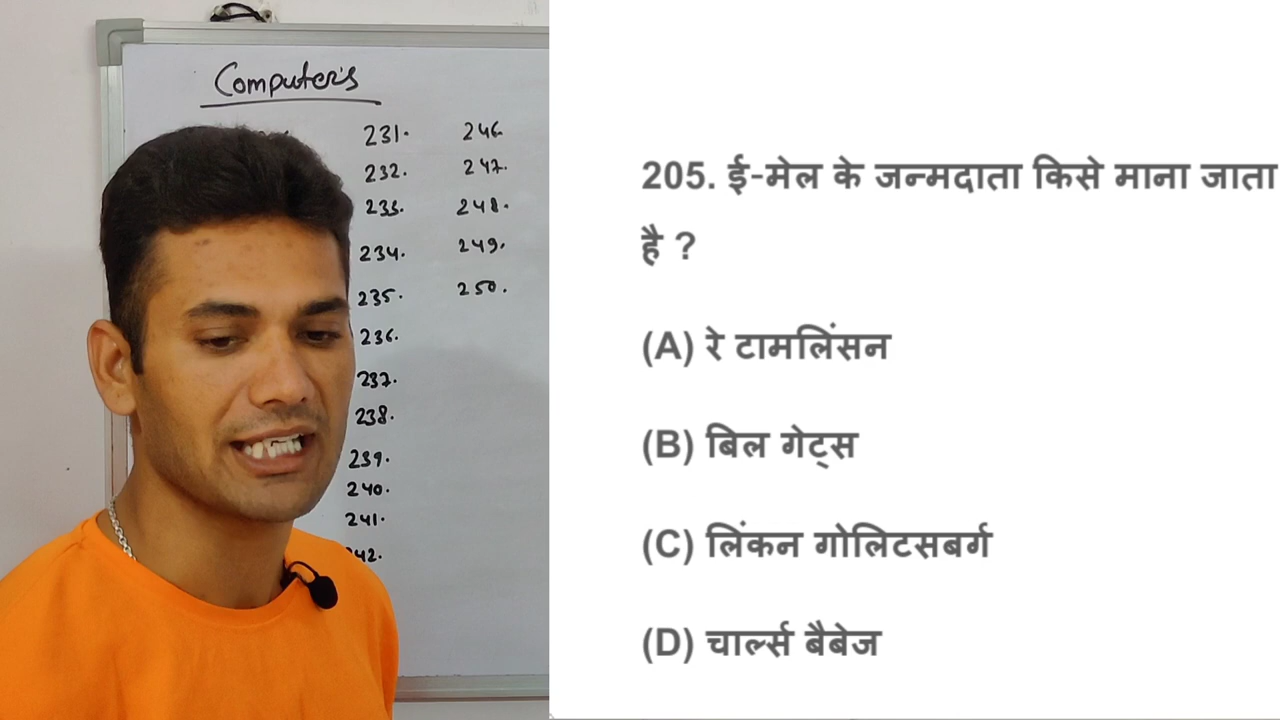 Computer's
231.
232.
233.
234.
235.
236.
237.
238.
239.
240.
241.
42.
246.
247.
248.
249.
250.
205. ई-मेल के जन्मदाता किसे माना जाता
है ?
(A) रे टामलिंसन
(B) बिल गेट्स
(C) लिंकन गोलिटसबर्ग
(D) चार्ल्स बैबेज